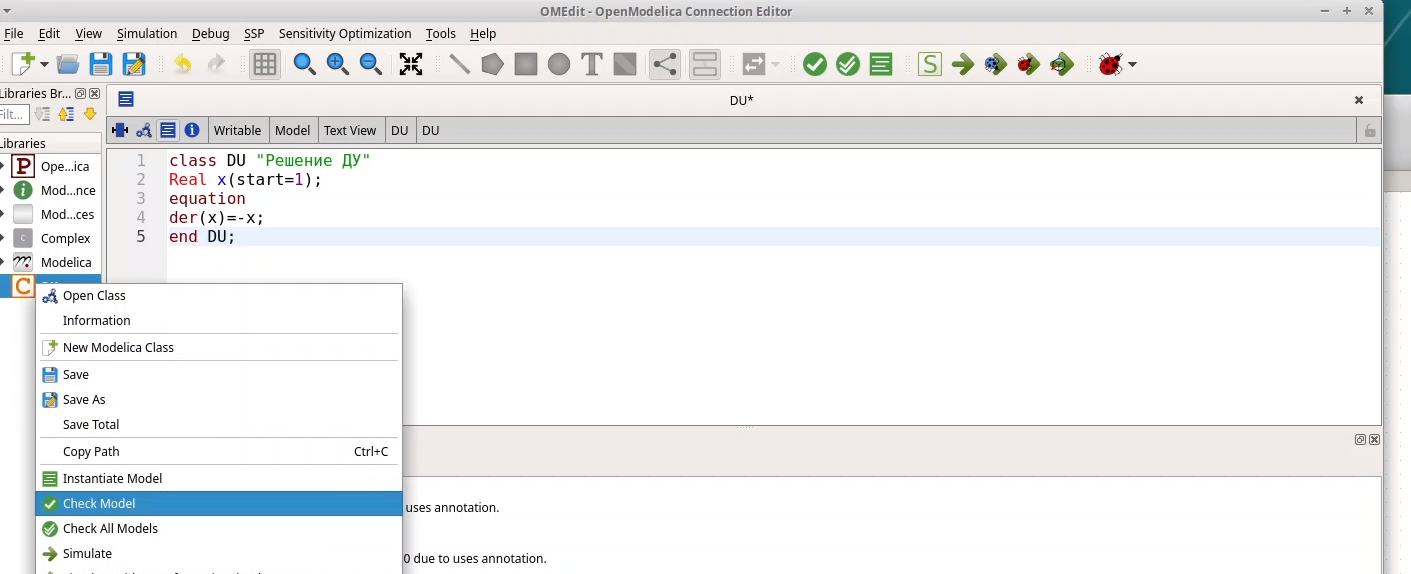 OMEdit - OpenModelica Connection Editor
File Edit View Simulation Debug SSP Sensitivity Optimization Tools Help
Libraries Br...
DU*
Filt...
Writable Model Text View DU DU
Libraries
Ope...ica
Mod...nce
Mod...ces
Complex
Modelica
1 class DU "Решение ДУ"
2 Real x(start=1);
3 equation
4 der(x)=-x;
5 end DU;
Open Class
Information
New Modelica Class
Save
Save As
Save Total
Copy Path Ctrl+C
Instantiate Model
Check Model
uses annotation.
Check All Models
Simulate
0 due to uses annotation.